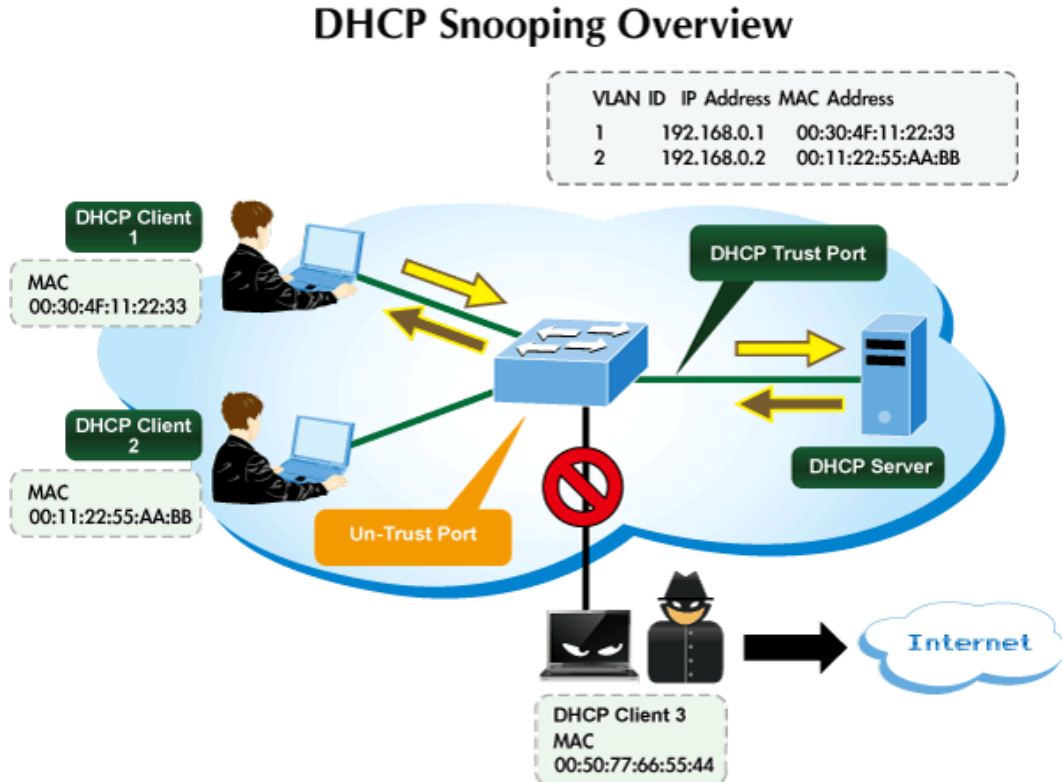 DHCP Snooping Overview
VLAN ID IP Address MAC Address
1 192.168.0.1 00:30:4F:11:22:33
2 192.168.0.2 00:11:22:55:AA:BB
DHCP Client
1
MAC
00:30:4F:11:22:33
DHCP Trust Port
DHCP Client
2
MAC
00:11:22:55:AA:BB
Un-Trust Port
DHCP Server
Internet
DHCP Client 3
MAC
00:50:77:66:55:44